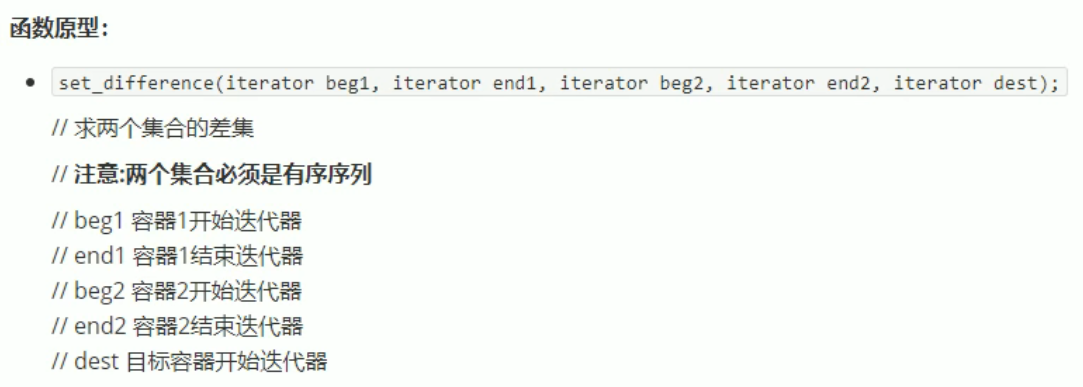 函数原型：
• set_difference(iterator beg1, iterator end1, iterator beg2, iterator end2, iterator dest);
// 求两个集合的差集
// 注意:两个集合必须是有序序列
// beg1 容器1开始迭代器
// end1 容器1结束迭代器
// beg2 容器2开始迭代器
// end2 容器2结束迭代器
// dest 目标容器开始迭代器